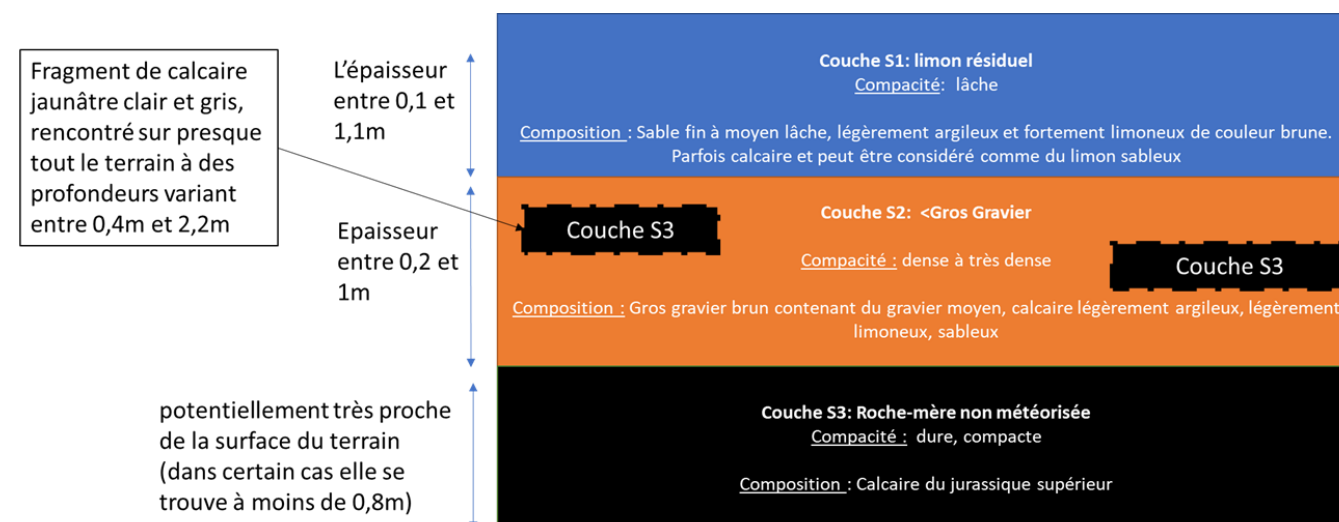 Fragment de calcaire
jaunâtre clair et gris,
rencontré sur presque
tout le terrain à des
profondeurs variant
entre 0,4m et 2,2m
L'épaisseur
entre 0,1 et
1,1m
Couche S1: limon résiduel
Compacité: lâche
Composition : Sable fin à moyen lâche, légèrement argileux et fortement limoneux de couleur brune.
Parfois calcaire et peut être considéré comme du limon sableux
Epaisseur
entre 0,2 et
1m
Couche S3
Couche S2: <Gros Gravier
Compacité : dense à très dense
Couche S3
Composition : Gros gravier brun contenant du gravier moyen, calcaire légèrement argileux, légèrement
limoneux, sableux
potentiellement très proche
de la surface du terrain
(dans certain cas elle se
trouve à moins de 0,8m)
Couche S3: Roche-mère non météorisée
Compacité : dure, compacte
Composition : Calcaire du jurassique supérieur